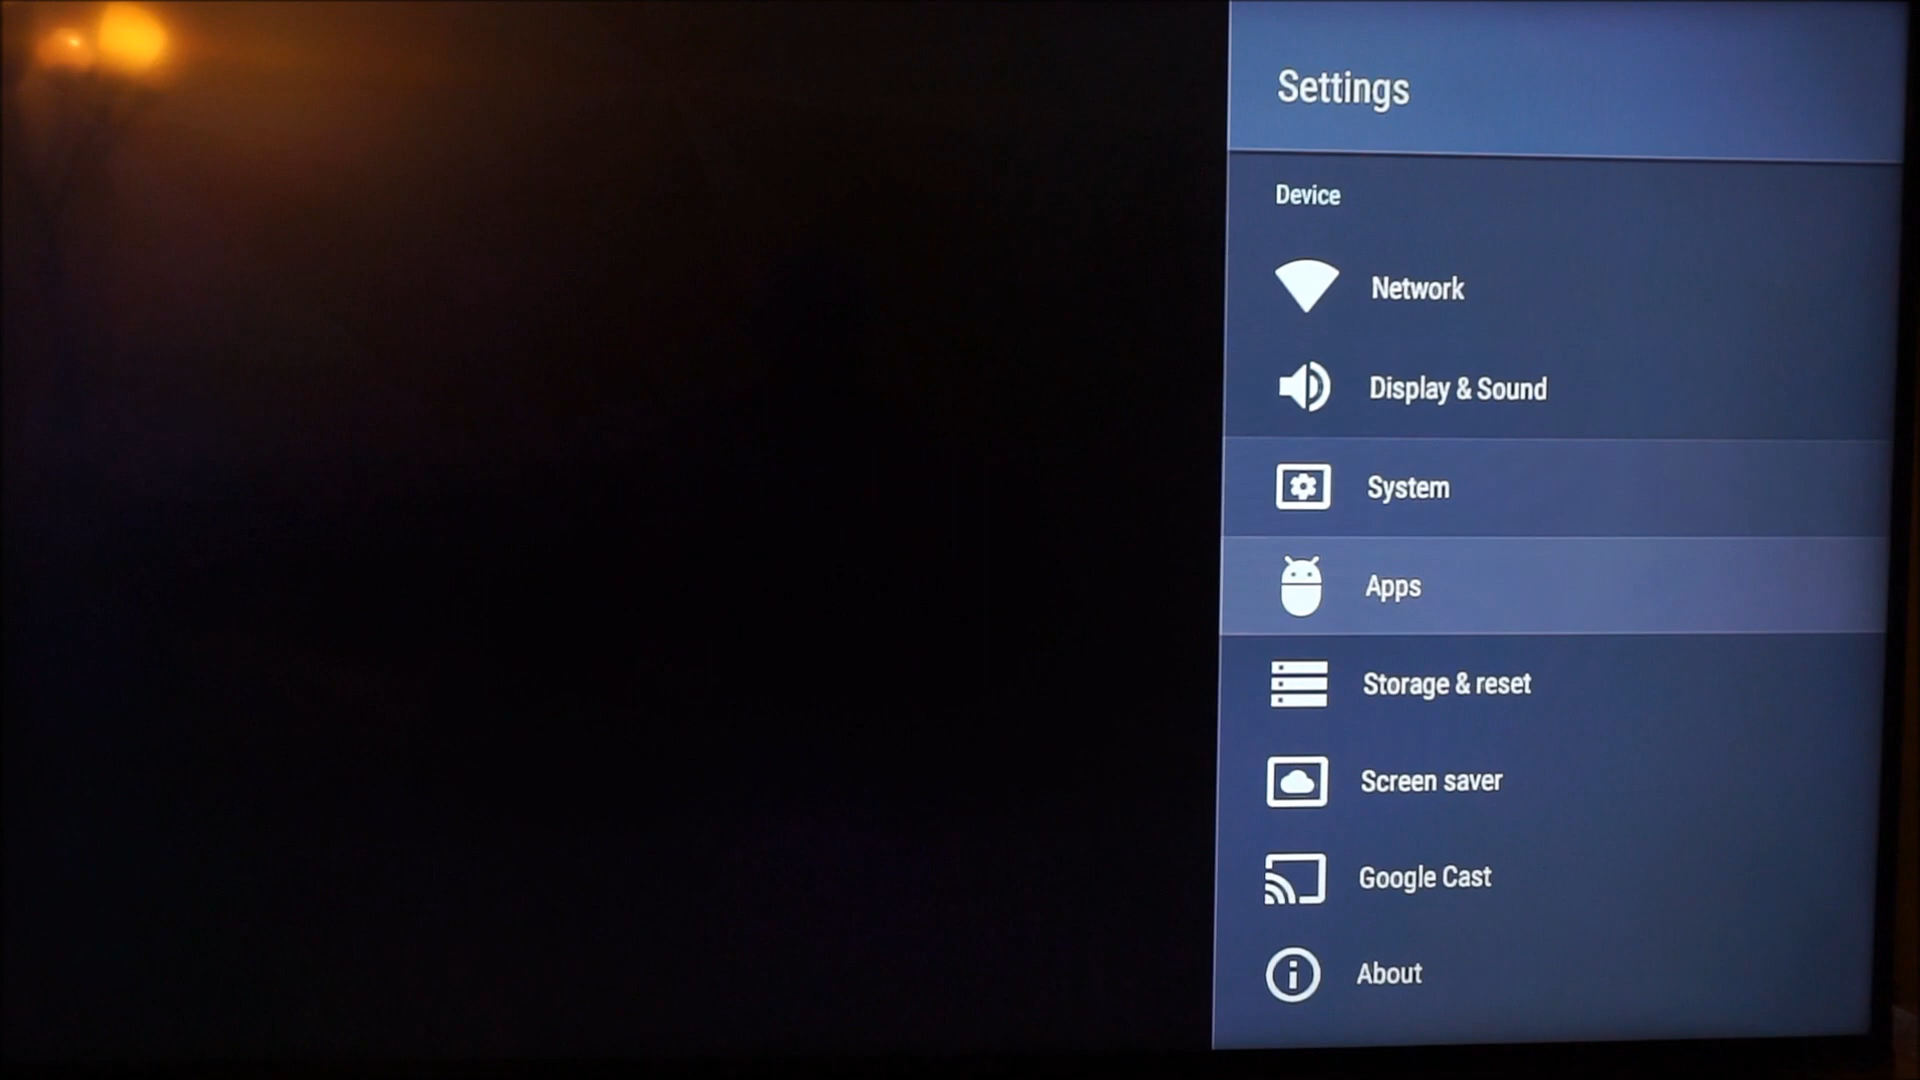 Settings
Device
Network
Display & Sound
System
Apps
Storage & reset
Screen saver
Google Cast
About